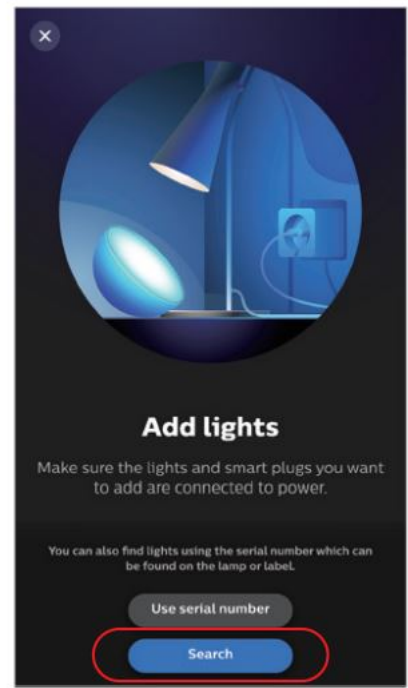 Add lights
Make sure the lights and smart plugs you want
to add are connected to power.
You can also find lights using the serial number which can
be found on the lamp or label.
Use serial number
Search